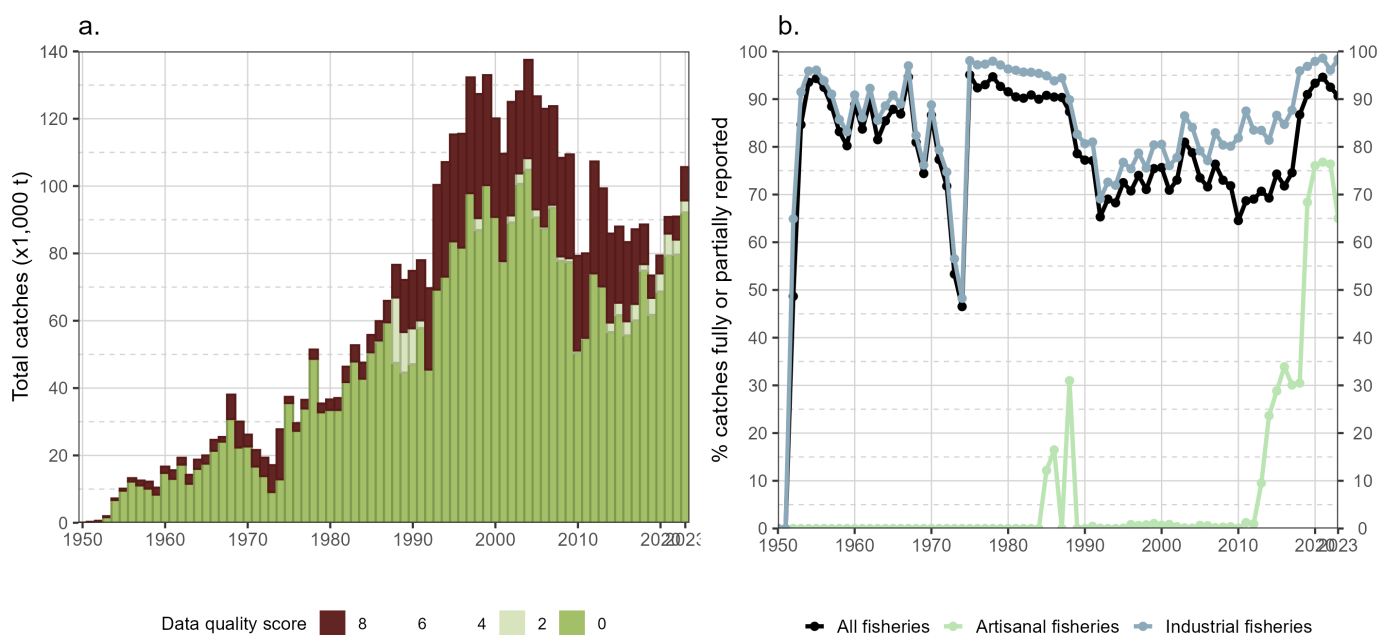 a.
Total catches (x1,000 t)
140
120
100
80
60
40
20
0
1950 1960 1970 1980 1990 2000 2010 2020 2023
Data quality score 8 6 4 2 0
b.
% catches fully or partially reported
100 100
90 90
80 80
70 70
60 60
50 50
40 40
30 30
20 20
10 10
0 0
1950 1960 1970 1980 1990 2000 2010 2020 2023
All fisheries Artisanal fisheries Industrial fisheries